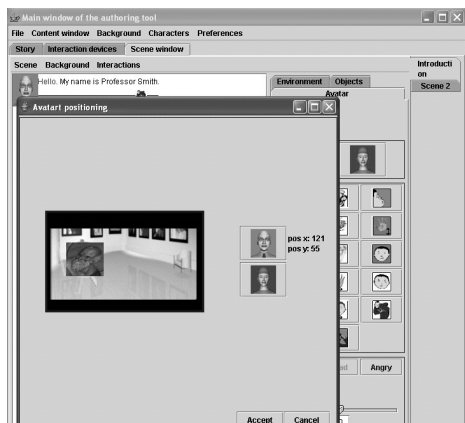 Main window of the authoring tool
File Content window Background Characters Preferences
Story Interaction devices Scene window
Scene Background Interactions
Hello. My name is Professor Smith.
Environment Objects
Avatar
Introducti
on
Scene 2
Avatart positioning
pos x: 121
pos y: 55
Angry
Accept Cancel